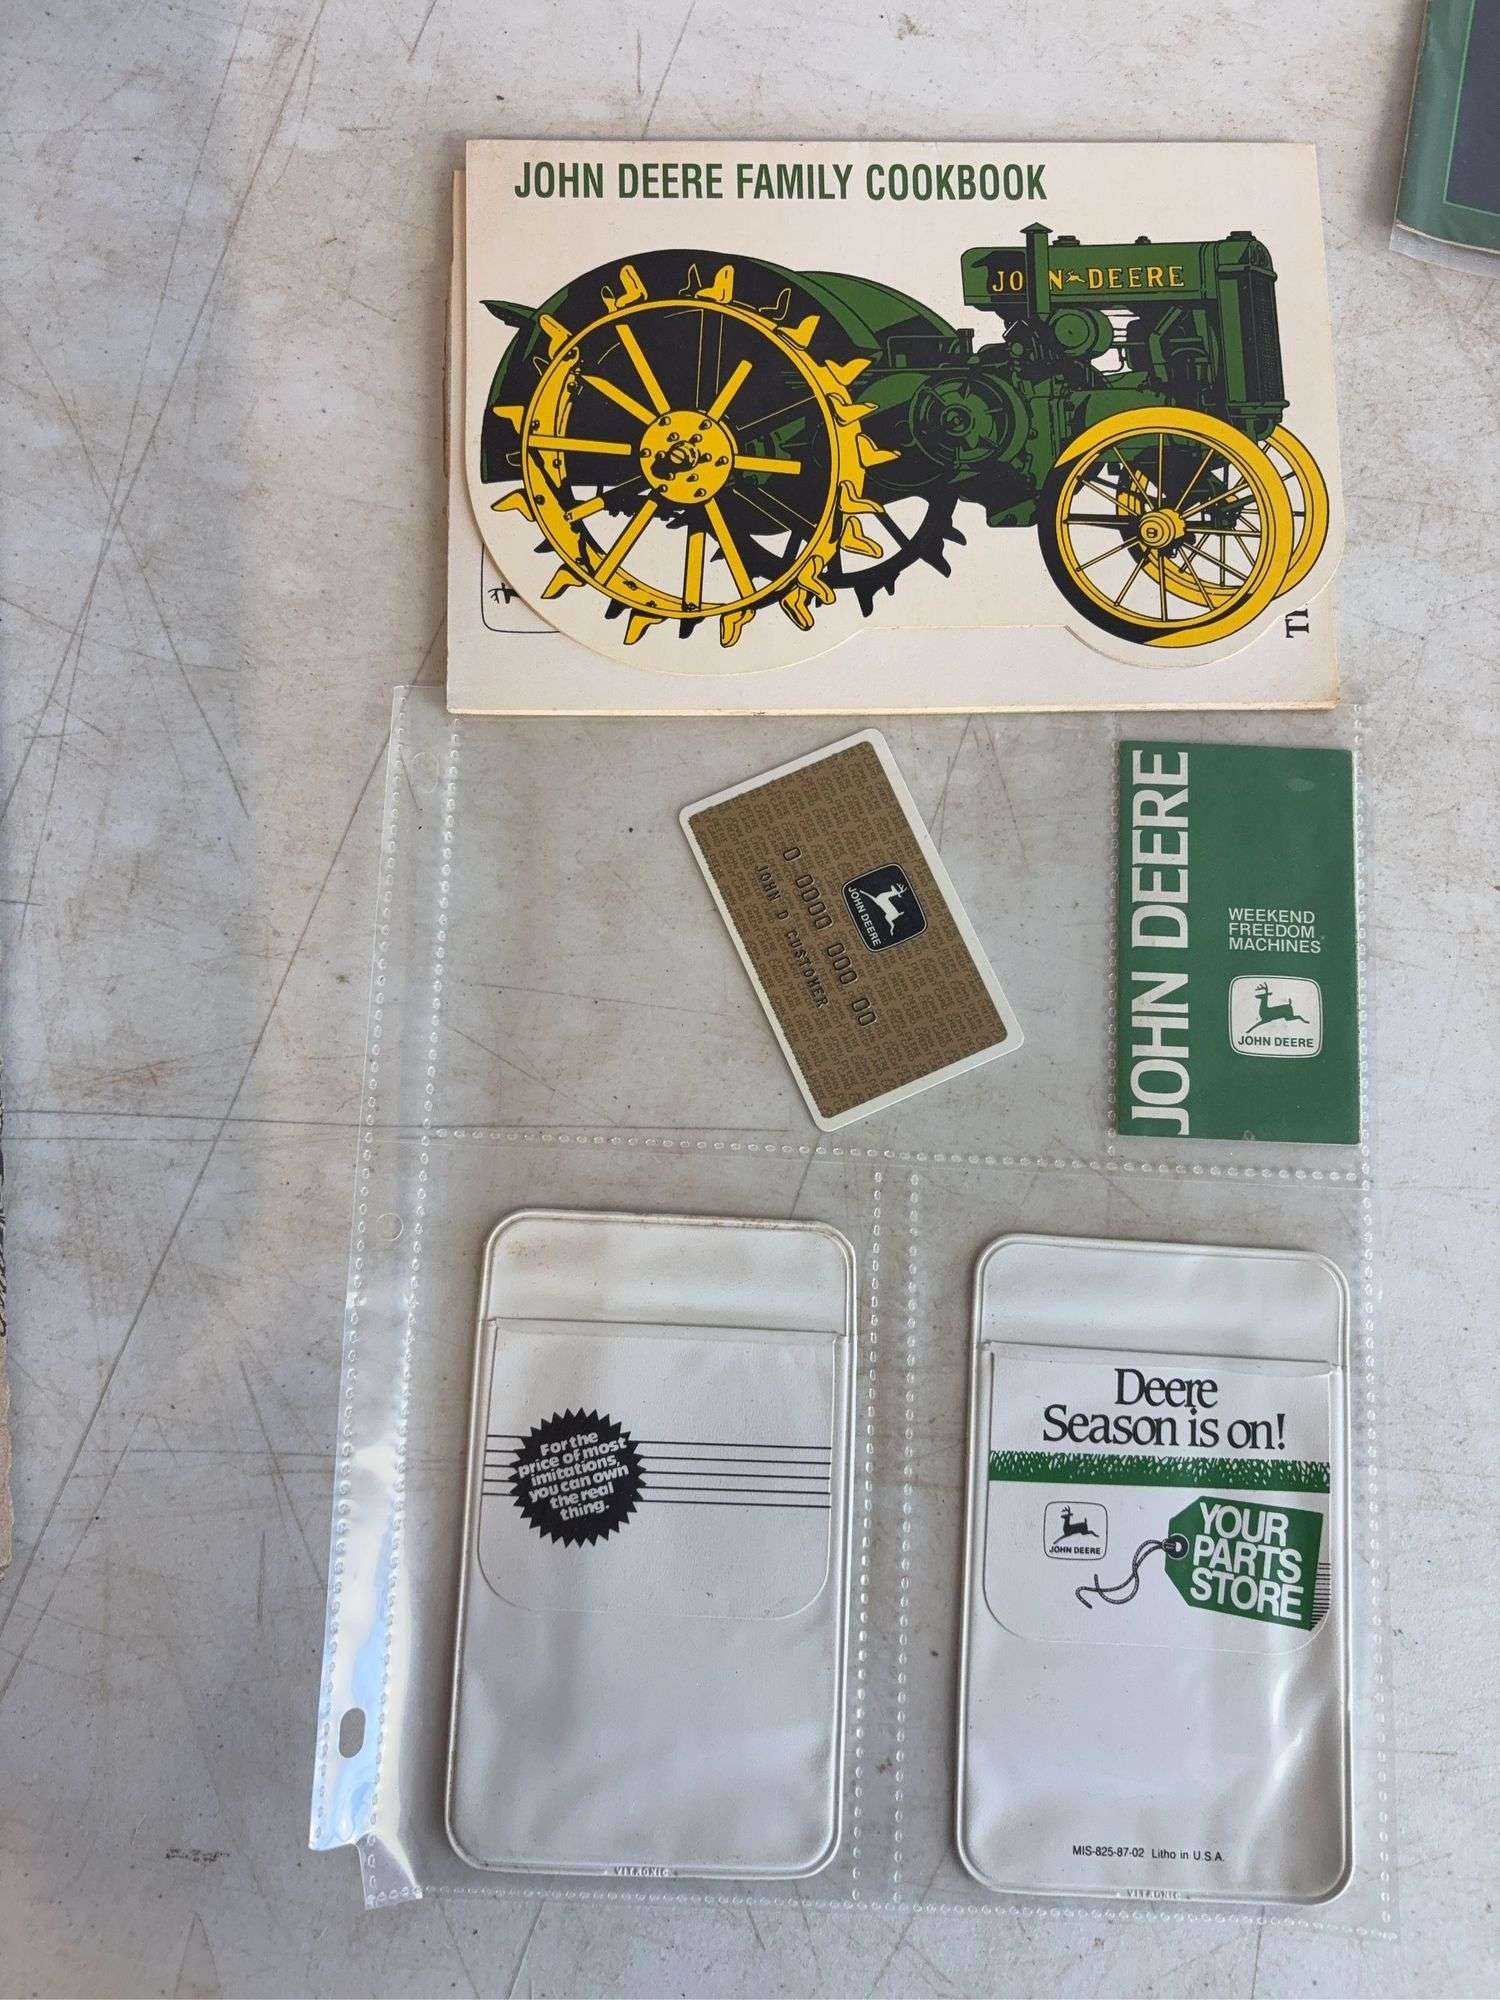 JOHN DEERE FAMILY COOKBOOK
JOHN DEERE
JOHN DEERE
0 0000 000 000 00
JOHN D CUSTOMER
JOHN DEERE
WEEKEND
FREEDOM
MACHINES
JOHN DEERE
For the
price of most
imitations,
you can own
the real
thing.
Deere
Season is on!
JOHN DEERE
YOUR
PARTS
STORE
MIS-825-87-02 Litho in U.S.A.